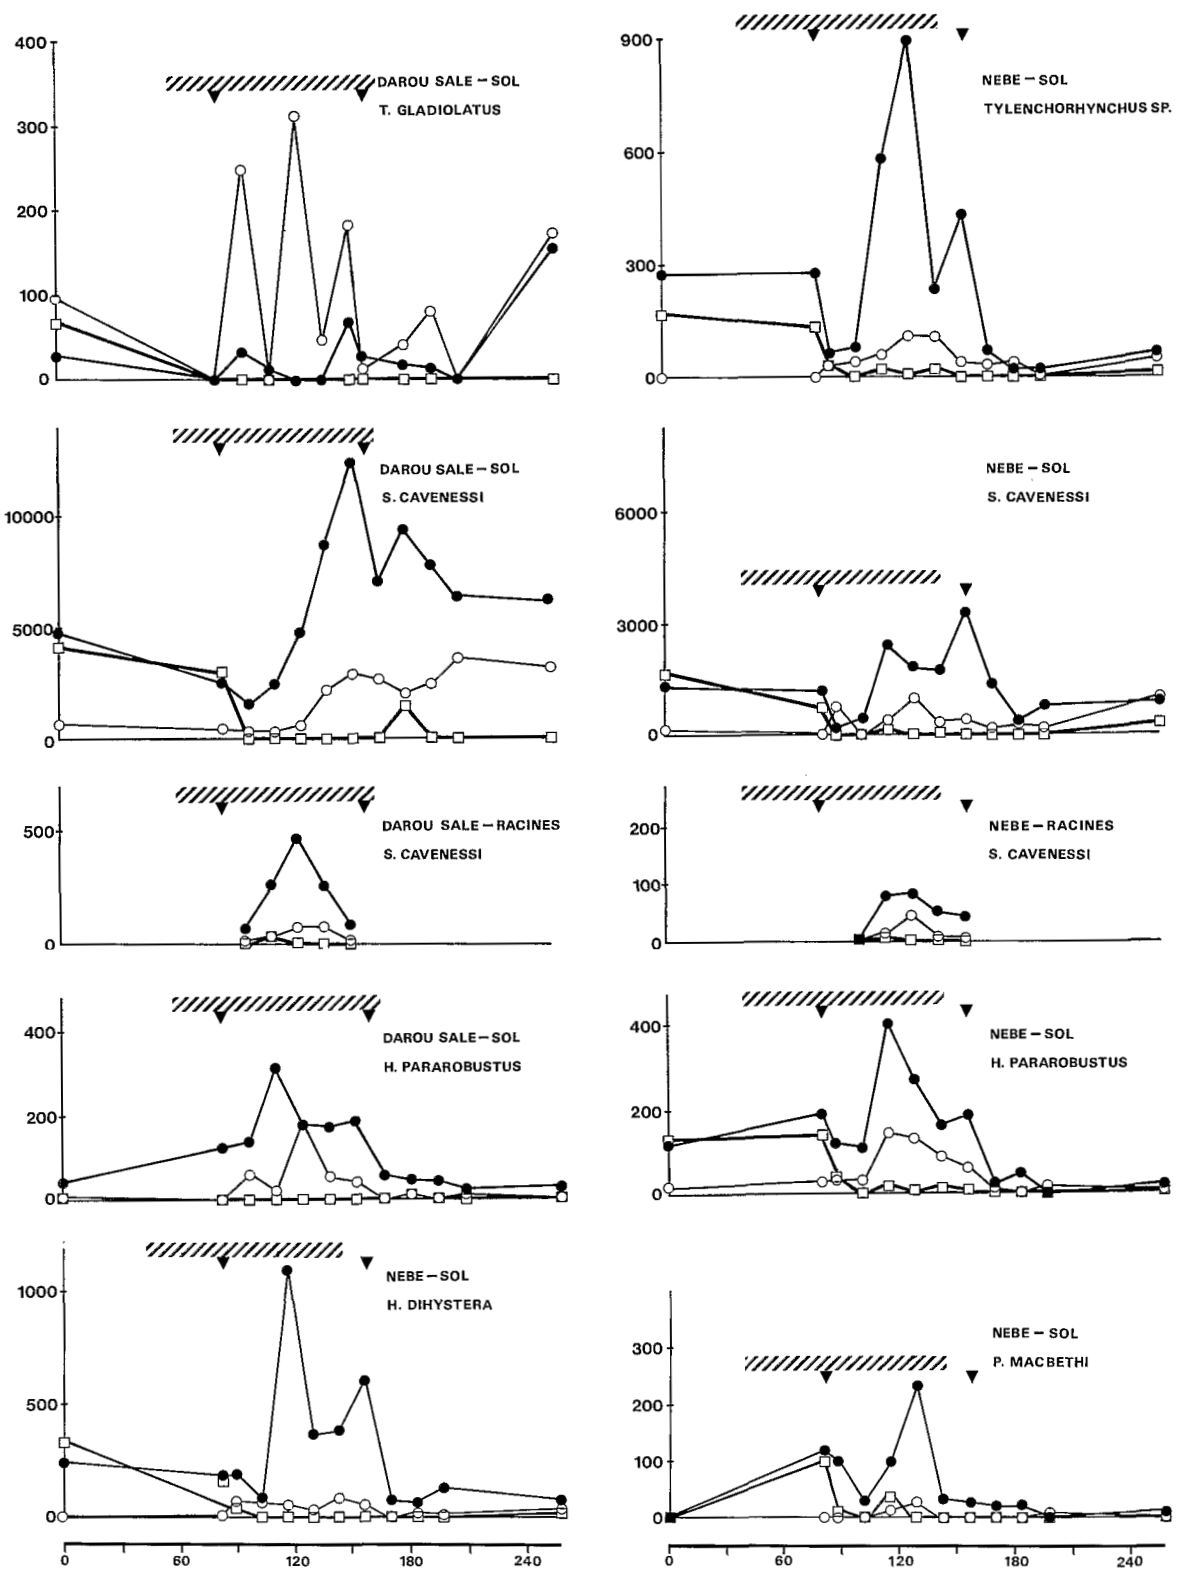 400
300
200
100
0
DAROU SALE – SOL
T. GLADIOLATUS
900
600
300
0
NEBE – SOL
TYLENCHORHYNCHUS SP.
10000
5000
0
DAROU SALE – SOL
S. CAVENESSI
6000
3000
0
NEBE – SOL
S. CAVENESSI
500
0
DAROU SALE – RACINES
S. CAVENESSI
200
100
0
NEBE – RACINES
S. CAVENESSI
400
200
0
DAROU SALE – SOL
H. PARAROBUSTUS
400
200
0
NEBE – SOL
H. PARAROBUSTUS
1000
500
0
NEBE – SOL
H. DIHYSTERA
0 60 120 180 240
300
200
100
0
NEBE – SOL
P. MACBETHI
0 60 120 180 240